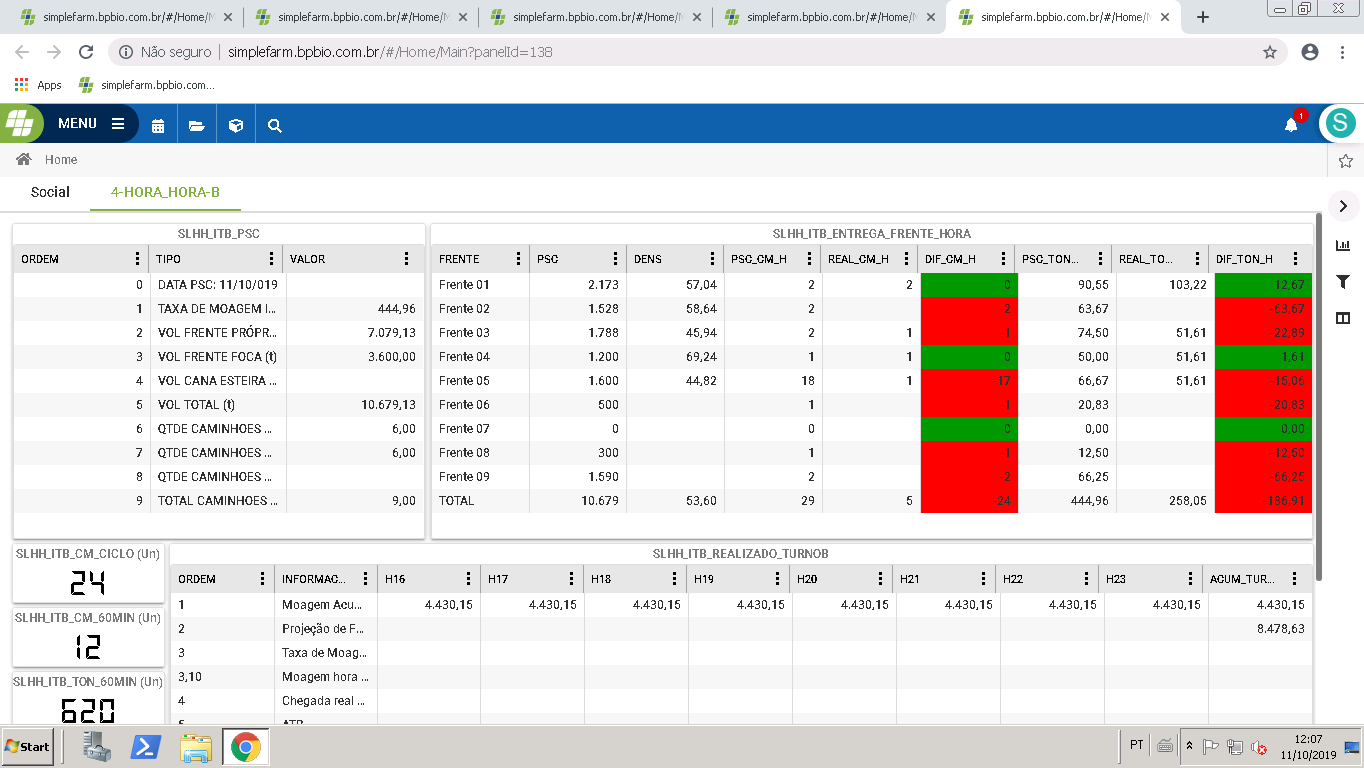 simplefarm.bpbio.com.br/#/Home/M simplefarm.bpbio.com.br/#/Home/M simplefarm.bpbio.com.br/#/Home/M simplefarm.bpbio.com.br/#/Home/M simplefarm.bpbio.com.br/#/Home/M
Não seguro simplefarm.bpbio.com.br/#/Home/Main?panelId=138
Apps simplefarm.bpbio.com...
MENU 1 S
Home
Social 4-HORA_HORA-B
SLHH_ITB_PSC
ORDEM TIPO VALOR
0 DATA PSC: 11/10/019
1 TAXA DE MOAGEM I... 444,96
2 VOL FRENTE PRÓPR... 7.079,13
3 VOL FRENTE TOCA (t) 3.600,00
4 VOL CANA ESTEIRA ...
5 VOL TOTAL (t) 10.679,13
6 QTDE CAMINHOES ... 6,00
7 QTDE CAMINHOES ... 6,00
8 QTDE CAMINHOES ...
9 TOTAL CAMINHOES ... 9,00
SLHH_ITB_ENTREGA_FRENTE_HORA
FRENTE PSC DENS PSC_CM_H REAL_CM_H DIF_CM_H PSC_TON... REAL_TO... DIF_TON_H
Frente 01 2.173 57,04 2 2 0 90,55 103,22 12,67
Frente 02 1.528 58,64 2 -2 63,67 -63,67
Frente 03 1.788 45,94 2 1 -1 74,50 51,61 -22,89
Frente 04 1.200 69,24 1 1 0 50,00 51,61 1,61
Frente 05 1.600 44,82 18 1 -17 66,67 51,61 -15,06
Frente 06 500 1 -1 20,83 -20,83
Frente 07 0 0 0 0,00 0,00
Frente 08 300 1 -1 12,50 -12,50
Frente 09 1.590 2 -2 66,25 -66,25
TOTAL 10.679 53,60 29 5 -24 444,96 258,05 -186,91
SLHH_ITB_CM_CICLO (Un)
24
SLHH_ITB_CM_60MIN (Un)
12
SLHH_ITB_TON_60MIN (Un)
620
SLHH_ITB_REALIZADO_TURNOB
ORDEM INFORMAC... H16 H17 H18 H19 H20 H21 H22 H23 ACUM_TUR...
1 Moagem Acu... 4.430,15 4.430,15 4.430,15 4.430,15 4.430,15 4.430,15 4.430,15 4.430,15 4.430,15
2 Projeção de F... 8.478,63
3 Taxa de Moag...
3,10 Moagem hora ...
4 Chegada real ...
5 ATR
Start PT 12:07
11/10/2019